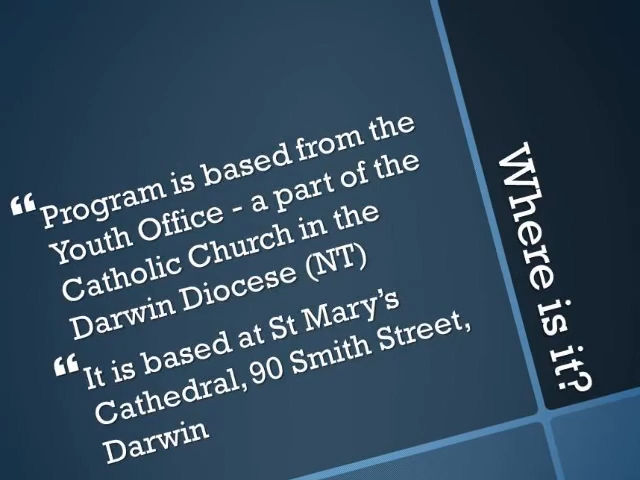 Where is it?
“ Program is based from the
Youth Office - a part of the
Catholic Church in the
Darwin Diocese (NT)
“ It is based at St Mary’s
Cathedral, 90 Smith Street,
Darwin